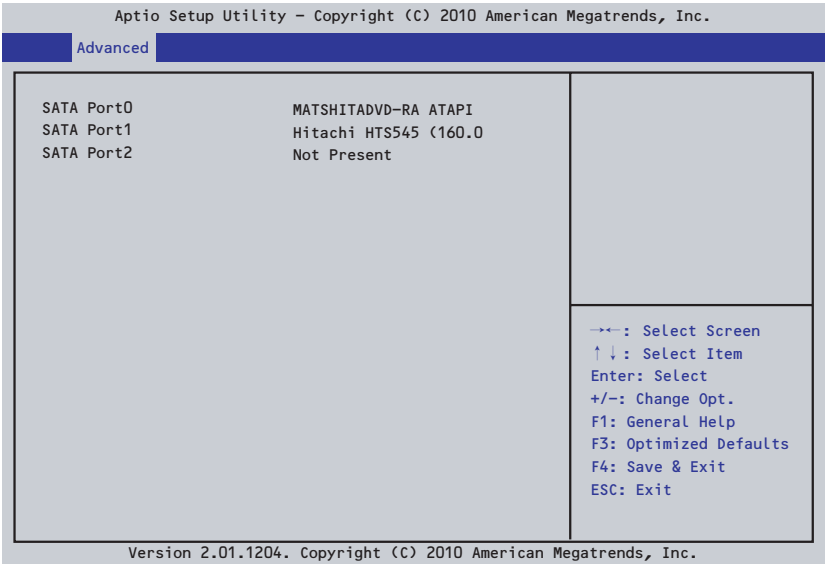 Aptio Setup Utility – Copyright (C) 2010 American Megatrends, Inc.
Advanced
SATA Port0 MATSHITADVD-RA ATAPI
SATA Port1 Hitachi HTS545 (160.0
SATA Port2 Not Present
→←: Select Screen
↑↓: Select Item
Enter: Select
+/–: Change Opt.
F1: General Help
F3: Optimized Defaults
F4: Save & Exit
ESC: Exit
Version 2.01.1204. Copyright (C) 2010 American Megatrends, Inc.